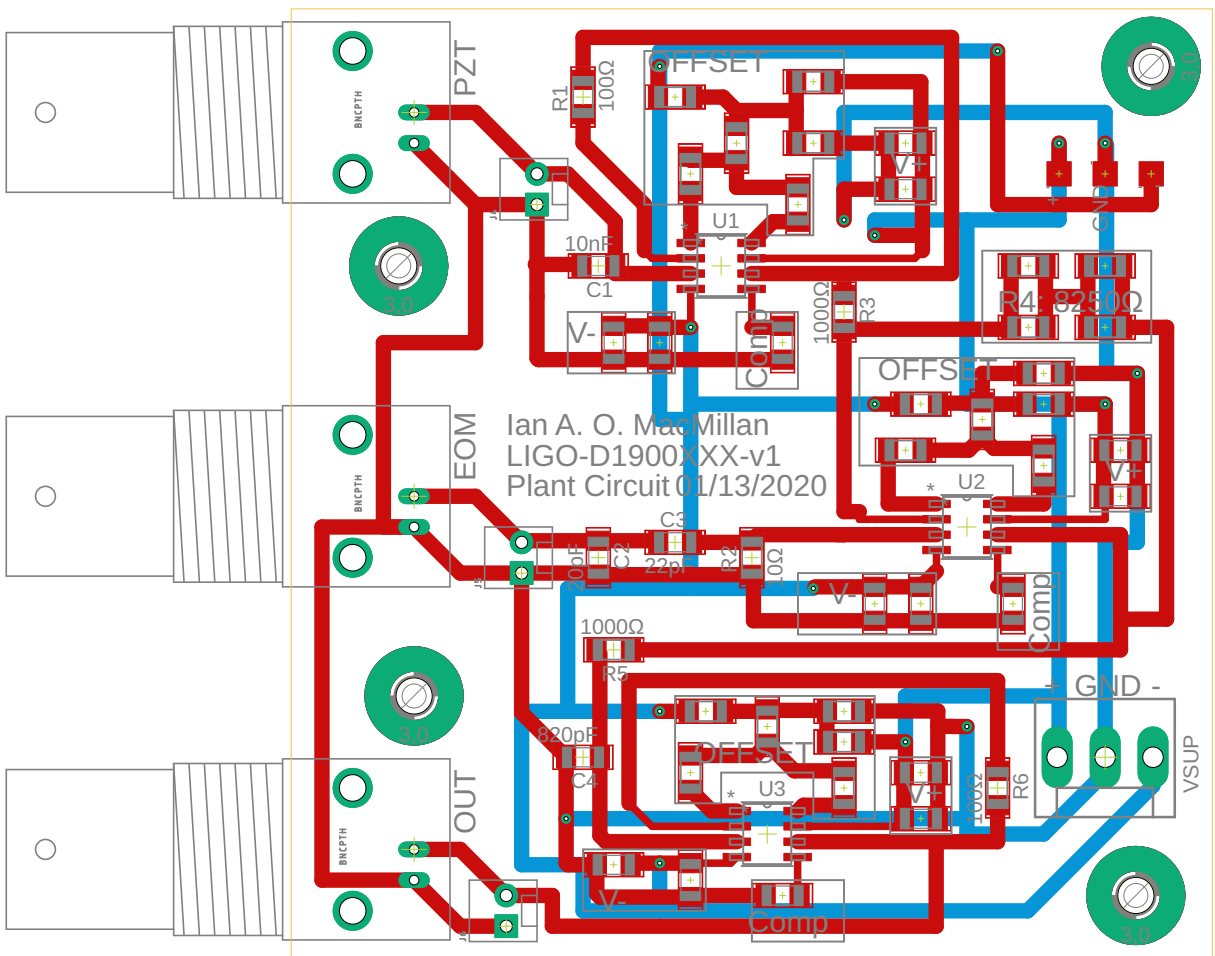 PZT
BNCPTH
R1
100Ω
OFFSET
V+
3,0
+
GND
U1
*
10nF
C1
3,0
V-
Comp
1000Ω
R3
R4: 8250Ω
OFFSET
V+
EOM
BNCPTH
Ian A. O. MacMillan
LIGO-D1900XXX-v1
Plant Circuit 01/13/2020
U2
*
C3
22pF
C2
20pF
R2
10Ω
V-
Comp
1000Ω
R5
3,0
+ GND -
VSUP
820pF
C4
OFFSET
U3
*
V+
100Ω
R6
OUT
BNCPTH
V-
Comp
3,0